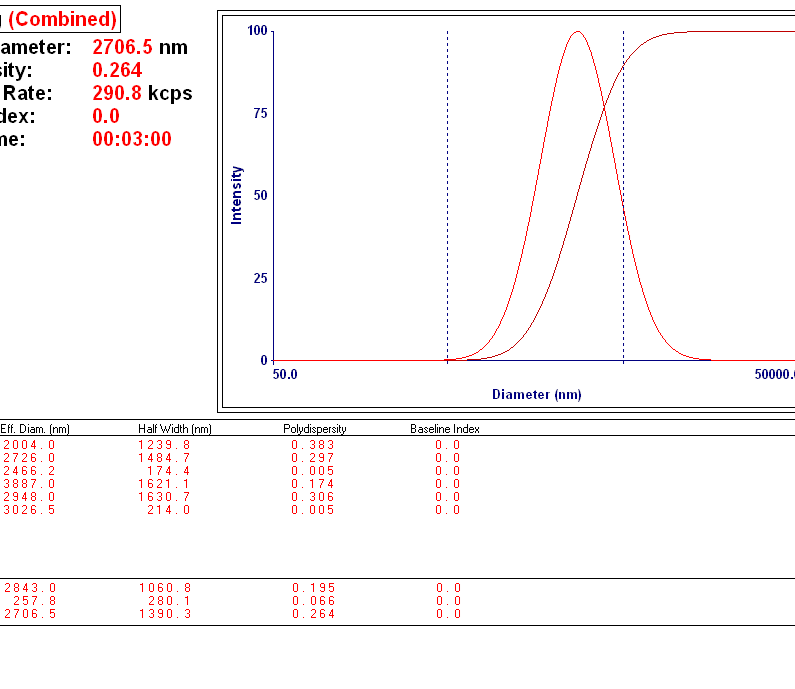 (Combined)
ameter: 2706.5 nm
sity: 0.264
Rate: 290.8 kcps
dex: 0.0
me: 00:03:00
100
75
50
25
0
Intensity
50.0 50000.
Diameter (nm)
Eff. Diam. (nm) Half Width (nm) Polydispersity Baseline Index
2004.0 1239.8 0.383 0.0
2726.0 1484.7 0.297 0.0
2466.2 174.4 0.005 0.0
3887.0 1621.1 0.174 0.0
2948.0 1630.7 0.306 0.0
3026.5 214.0 0.005 0.0
2843.0 1060.8 0.195 0.0
257.8 280.1 0.066 0.0
2706.5 1390.3 0.264 0.0